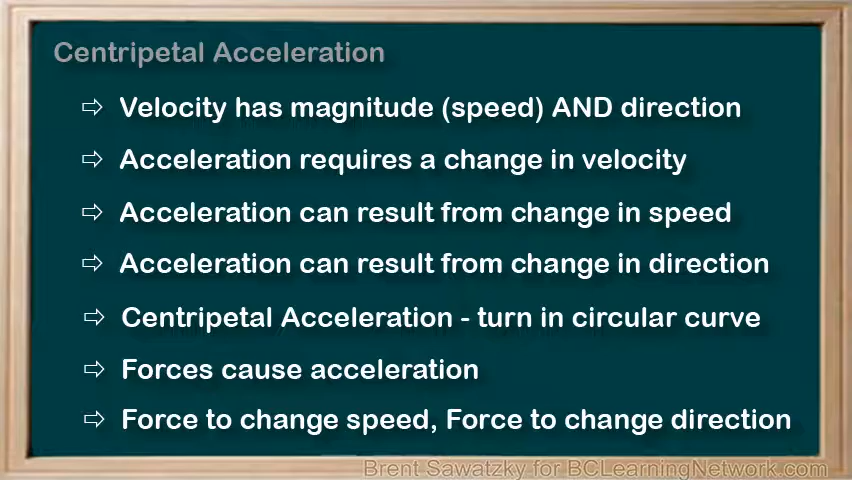 Centripetal Acceleration
⇨ Velocity has magnitude (speed) AND direction
⇨ Acceleration requires a change in velocity
⇨ Acceleration can result from change in speed
⇨ Acceleration can result from change in direction
⇨ Centripetal Acceleration - turn in circular curve
⇨ Forces cause acceleration
⇨ Force to change speed, Force to change direction
Brent Sawatzky for BCLearningNetwork.com